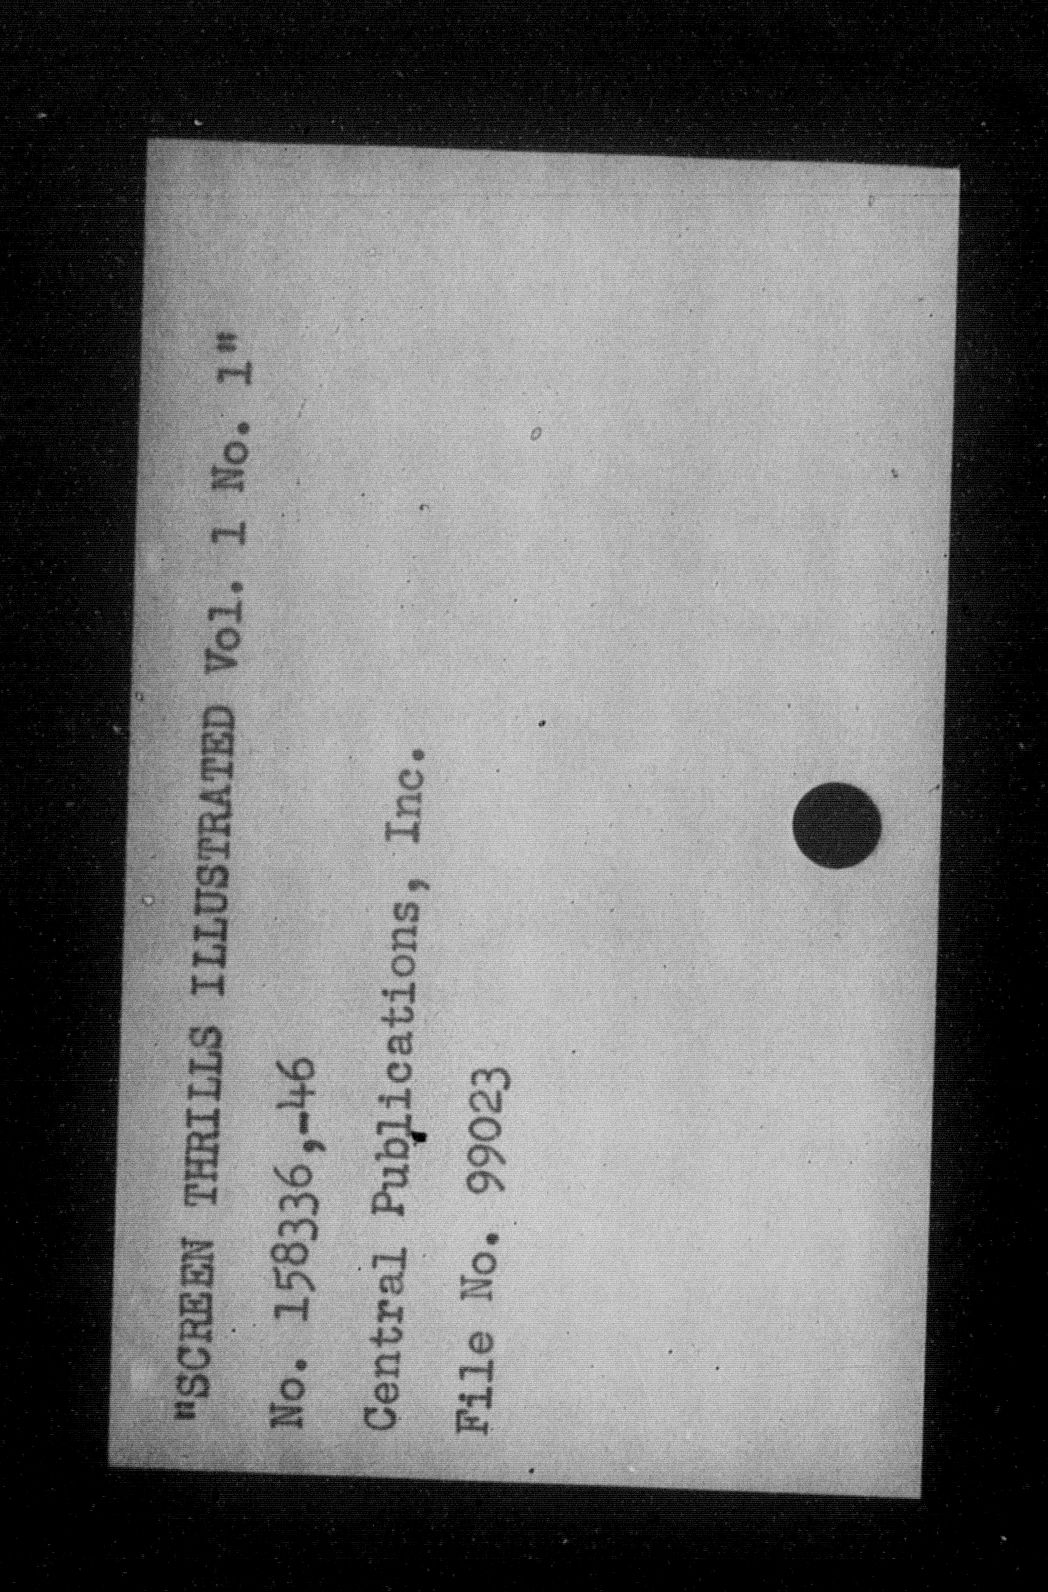 "SCREEN THRILLS ILLUSTRATED Vol. 1 No. 1"
No. 158336,-46
Central Publications, Inc.
File No. 99023